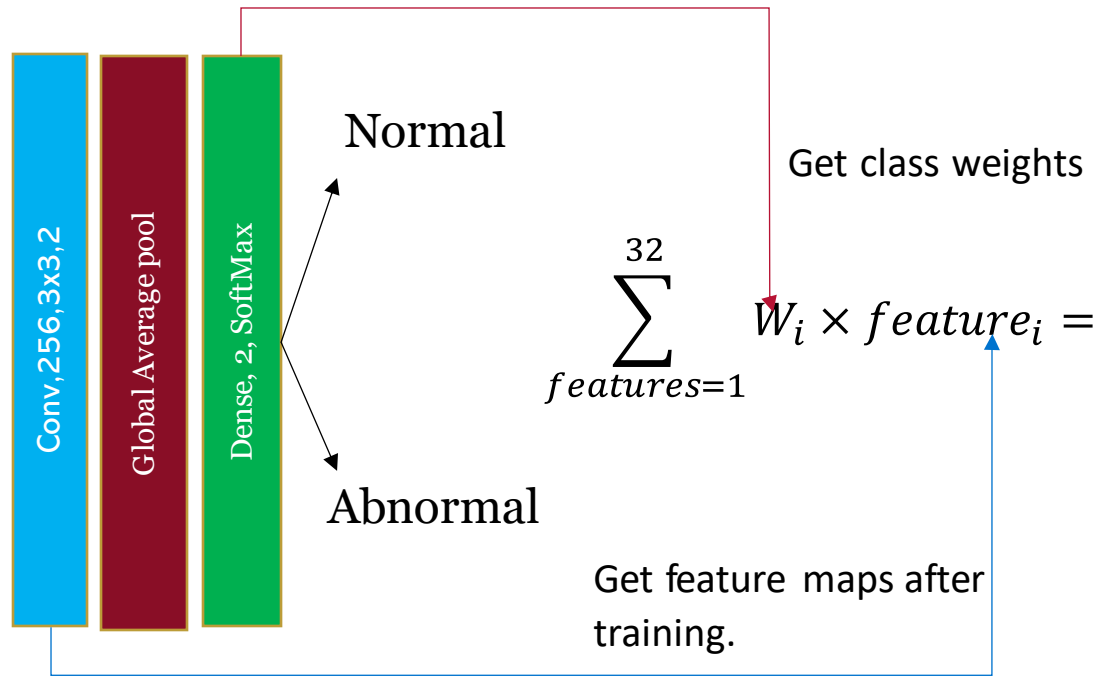 Conv,256,3x3,2
Global Average pool
Dense, 2, SoftMax
Normal
Abnormal
Get class weights
32
∑ W_i × feature_i =
features=1
Get feature maps after
training.